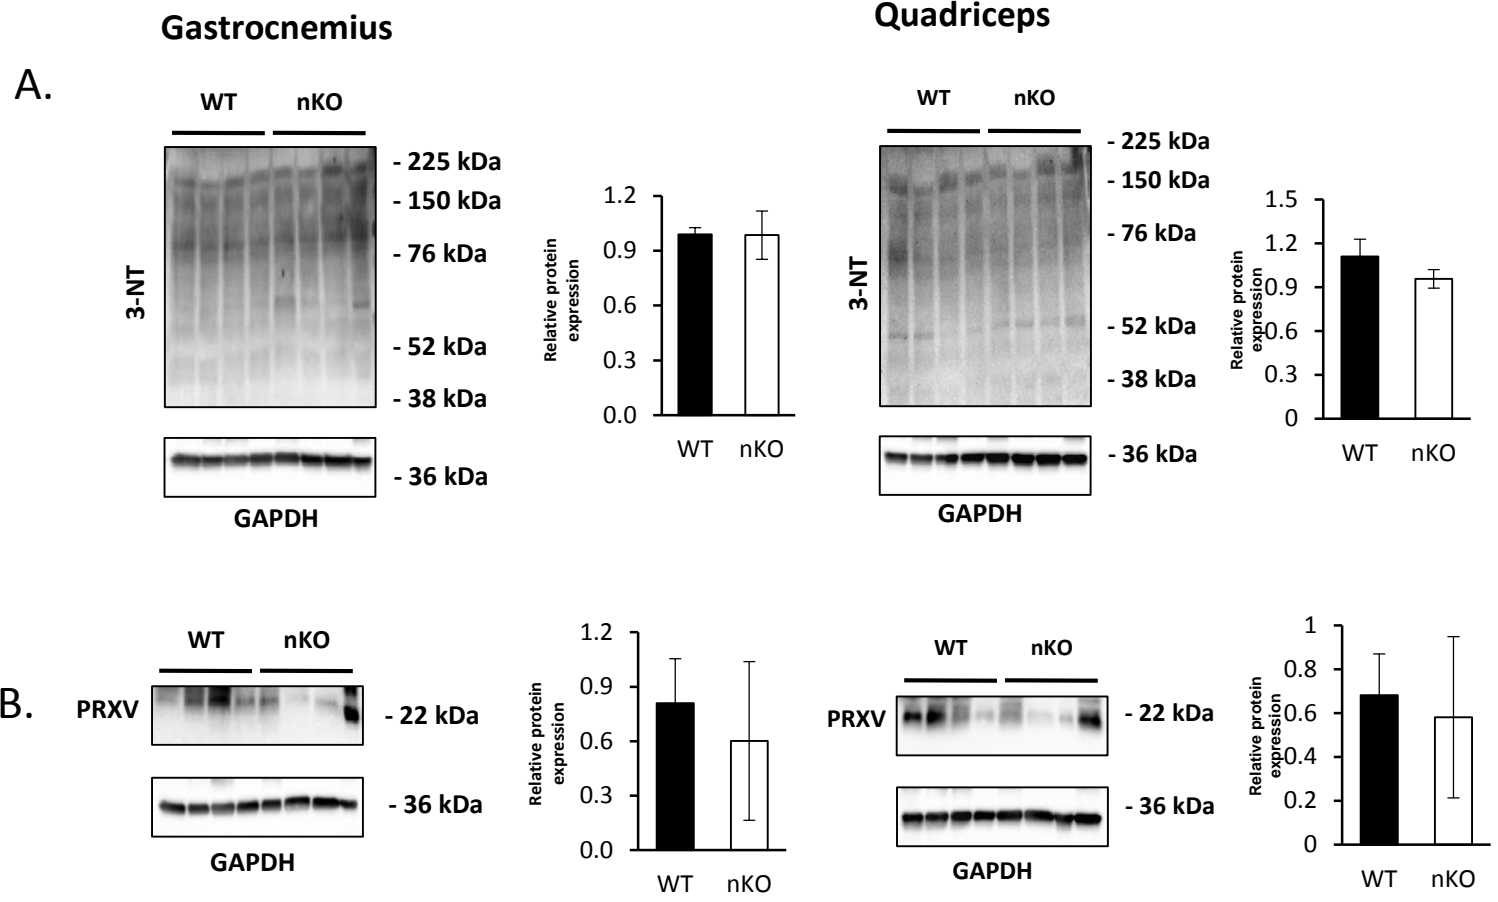 Gastrocnemius
Quadriceps
A.
WT nKO
3-NT
- 225 kDa
- 150 kDa
- 76 kDa
- 52 kDa
- 38 kDa
- 36 kDa
GAPDH
Relative protein
expression
1.2
0.9
0.6
0.3
0.0
WT nKO
WT nKO
3-NT
- 225 kDa
- 150 kDa
- 76 kDa
- 52 kDa
- 38 kDa
- 36 kDa
GAPDH
Relative protein
expression
1.5
1.2
0.9
0.6
0.3
0
WT nKO
B.
WT nKO
PRXV
- 22 kDa
- 36 kDa
GAPDH
Relative protein
expression
1.2
0.9
0.6
0.3
0.0
WT nKO
WT nKO
PRXV
- 22 kDa
- 36 kDa
GAPDH
Relative protein
expression
1
0.8
0.6
0.4
0.2
0
WT nKO